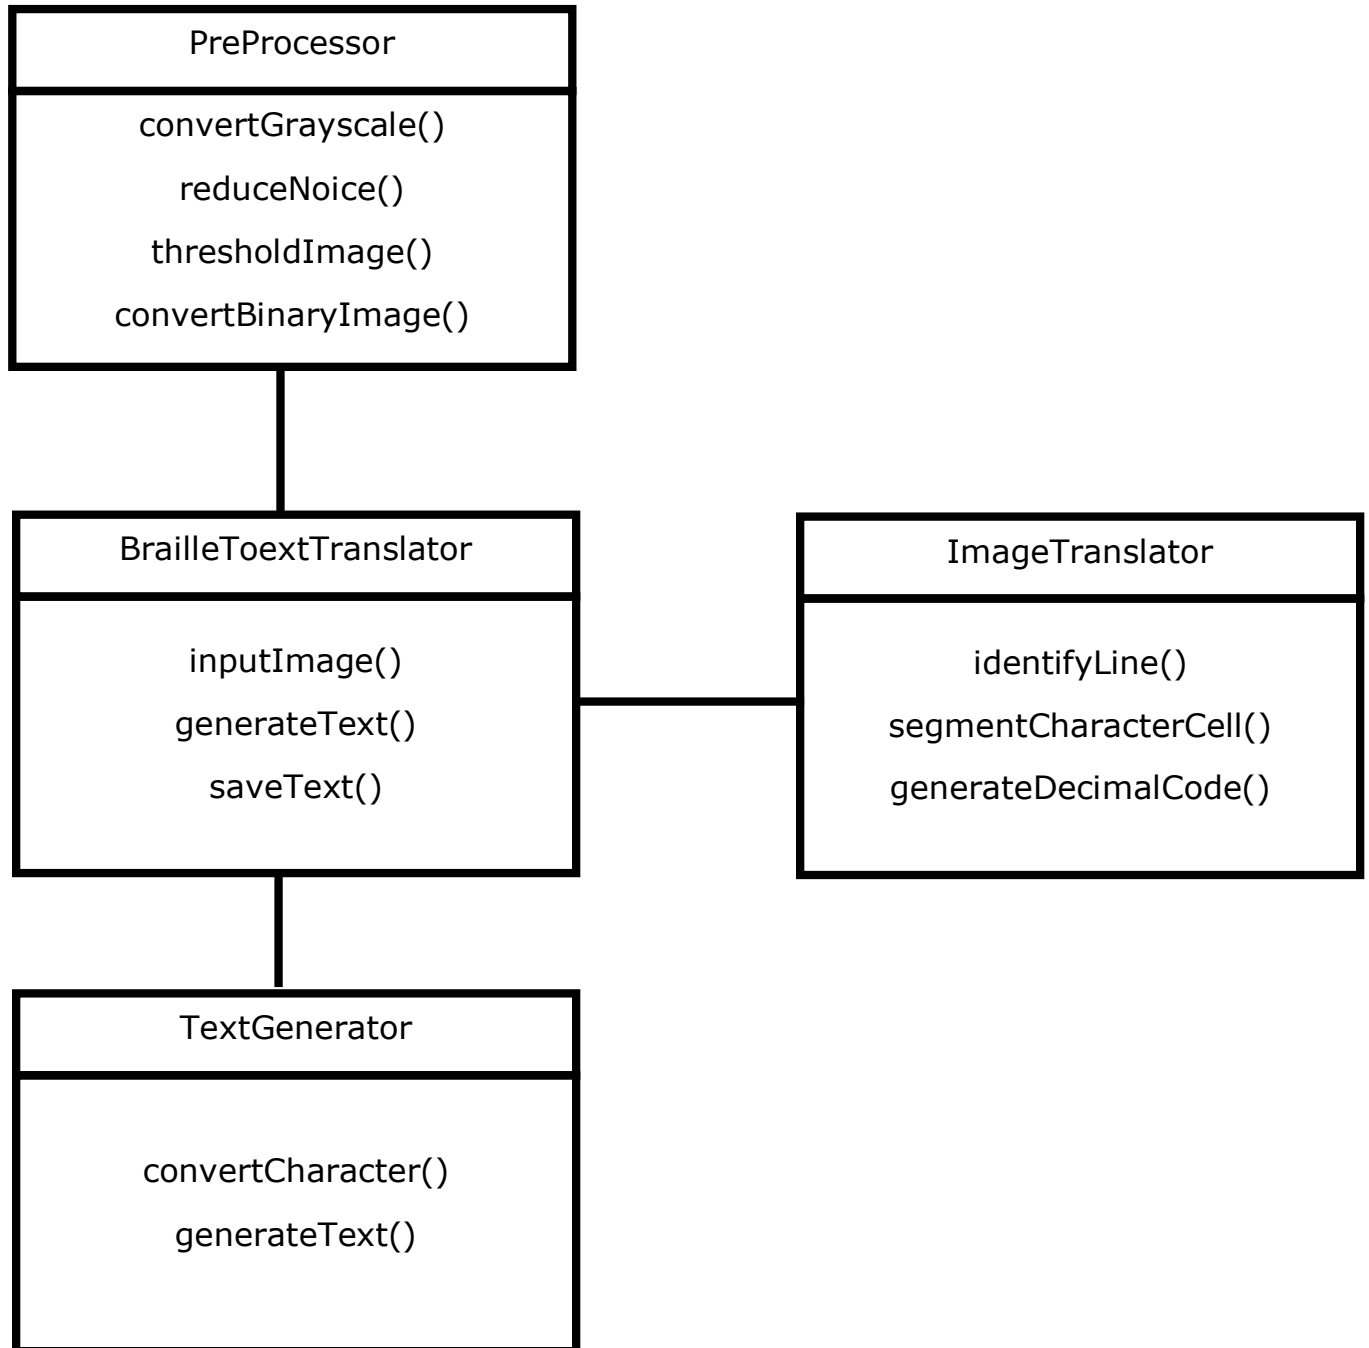 PreProcessor
convertGrayscale()
reduceNoice()
thresholdImage()
convertBinaryImage()
BrailleToextTranslator
inputImage()
generateText()
saveText()
ImageTranslator
identifyLine()
segmentCharacterCell()
generateDecimalCode()
TextGenerator
convertCharacter()
generateText()